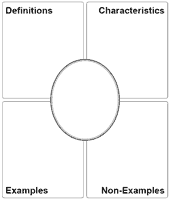 Definitions
Characteristics
Examples
Non-Examples